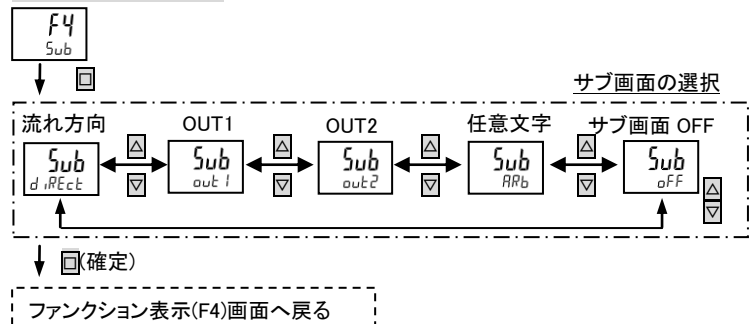 F4
Sub
□
サブ画面の選択
流れ方向 OUT1 OUT2 任意文字 サブ画面 OFF
△ △ △ △
Sub Sub Sub Sub Sub
diREct out1 out2 ARb oFF
▽ ▽ ▽ ▽ △
▽
□(確定)
ファンクション表示(F4)画面へ戻る